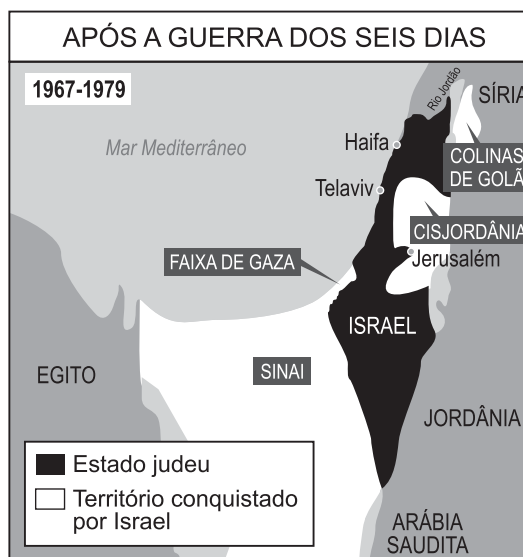 APÓS A GUERRA DOS SEIS DIAS
1967-1979
Rio Jordão
SÍRIA
Mar Mediterrâneo
Haifa
COLINAS
DE GOLÃ
Telaviv
CISJORDÂNIA
Jerusalém
FAIXA DE GAZA
ISRAEL
EGITO
SINAI
JORDÂNIA
Estado judeu
Território conquistado
por Israel
ARÁBIA
SAUDITA